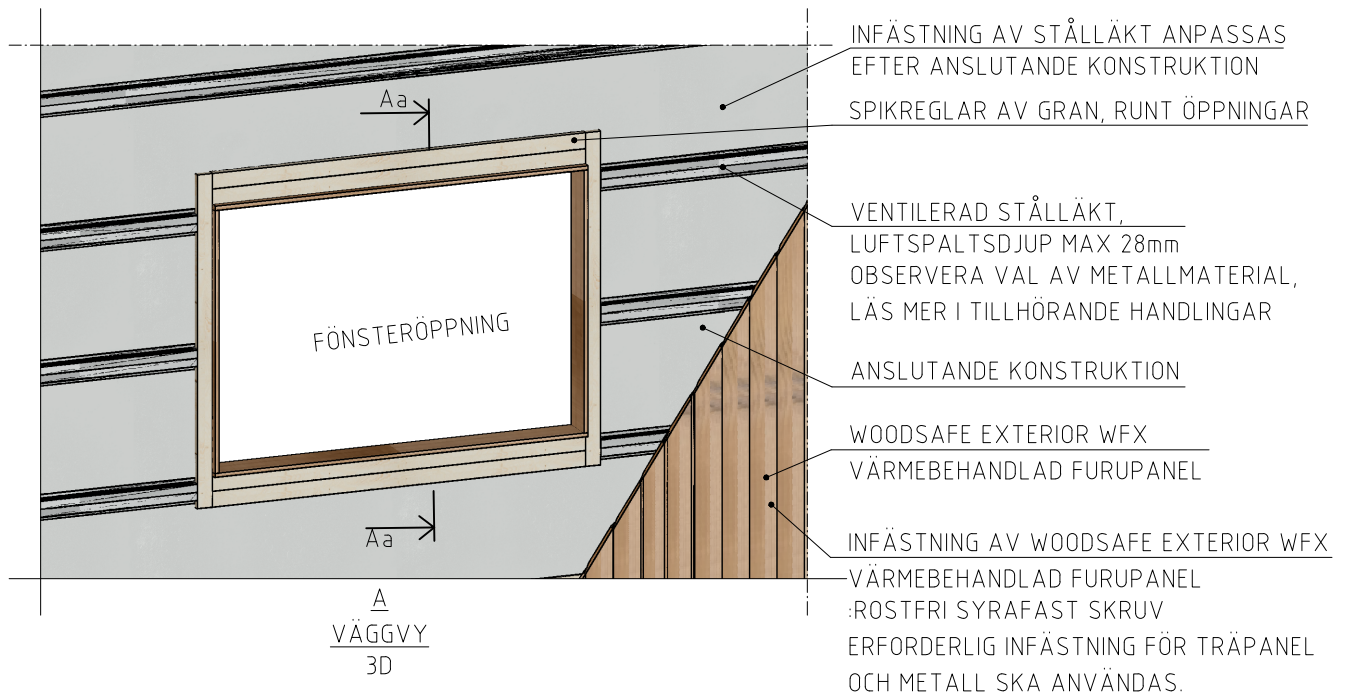 INFÄSTNING AV STÅLLÄKT ANPASSAS
EFTER ANSLUTANDE KONSTRUKTION
Aa
SPIKREGLAR AV GRAN, RUNT ÖPPNINGAR
VENTILERAD STÅLLÄKT,
LUFTSPALTSDJUP MAX 28mm
OBSERVERA VAL AV METALLMATERIAL,
LÄS MER I TILLHÖRANDE HANDLINGAR
FÖNSTERÖPPNING
ANSLUTANDE KONSTRUKTION
WOODSAFE EXTERIOR WFX
VÄRMEBEHANDLAD FURUPANEL
Aa
INFÄSTNING AV WOODSAFE EXTERIOR WFX
VÄRMEBEHANDLAD FURUPANEL
:ROSTFRI SYRAFAST SKRUV
ERFORDERLIG INFÄSTNING FÖR TRÄPANEL
OCH METALL SKA ANVÄNDAS.
A
VÄGGVY
3D